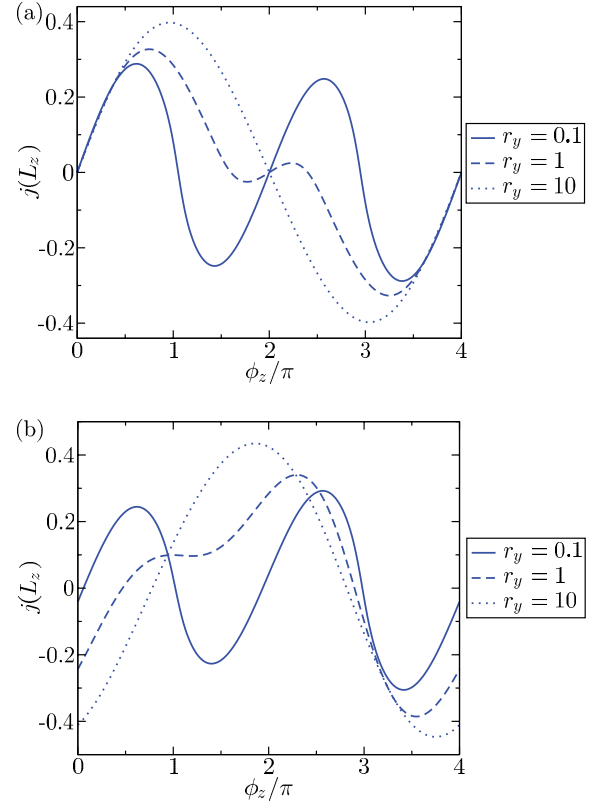 (a)
0.4
0.2
0
-0.2
-0.4
j(L_z)
0 1 2 3 4
ϕ_z/π
r_y = 0.1
r_y = 1
r_y = 10
(b)
0.4
0.2
0
-0.2
-0.4
j(L_z)
0 1 2 3 4
ϕ_z/π
r_y = 0.1
r_y = 1
r_y = 10